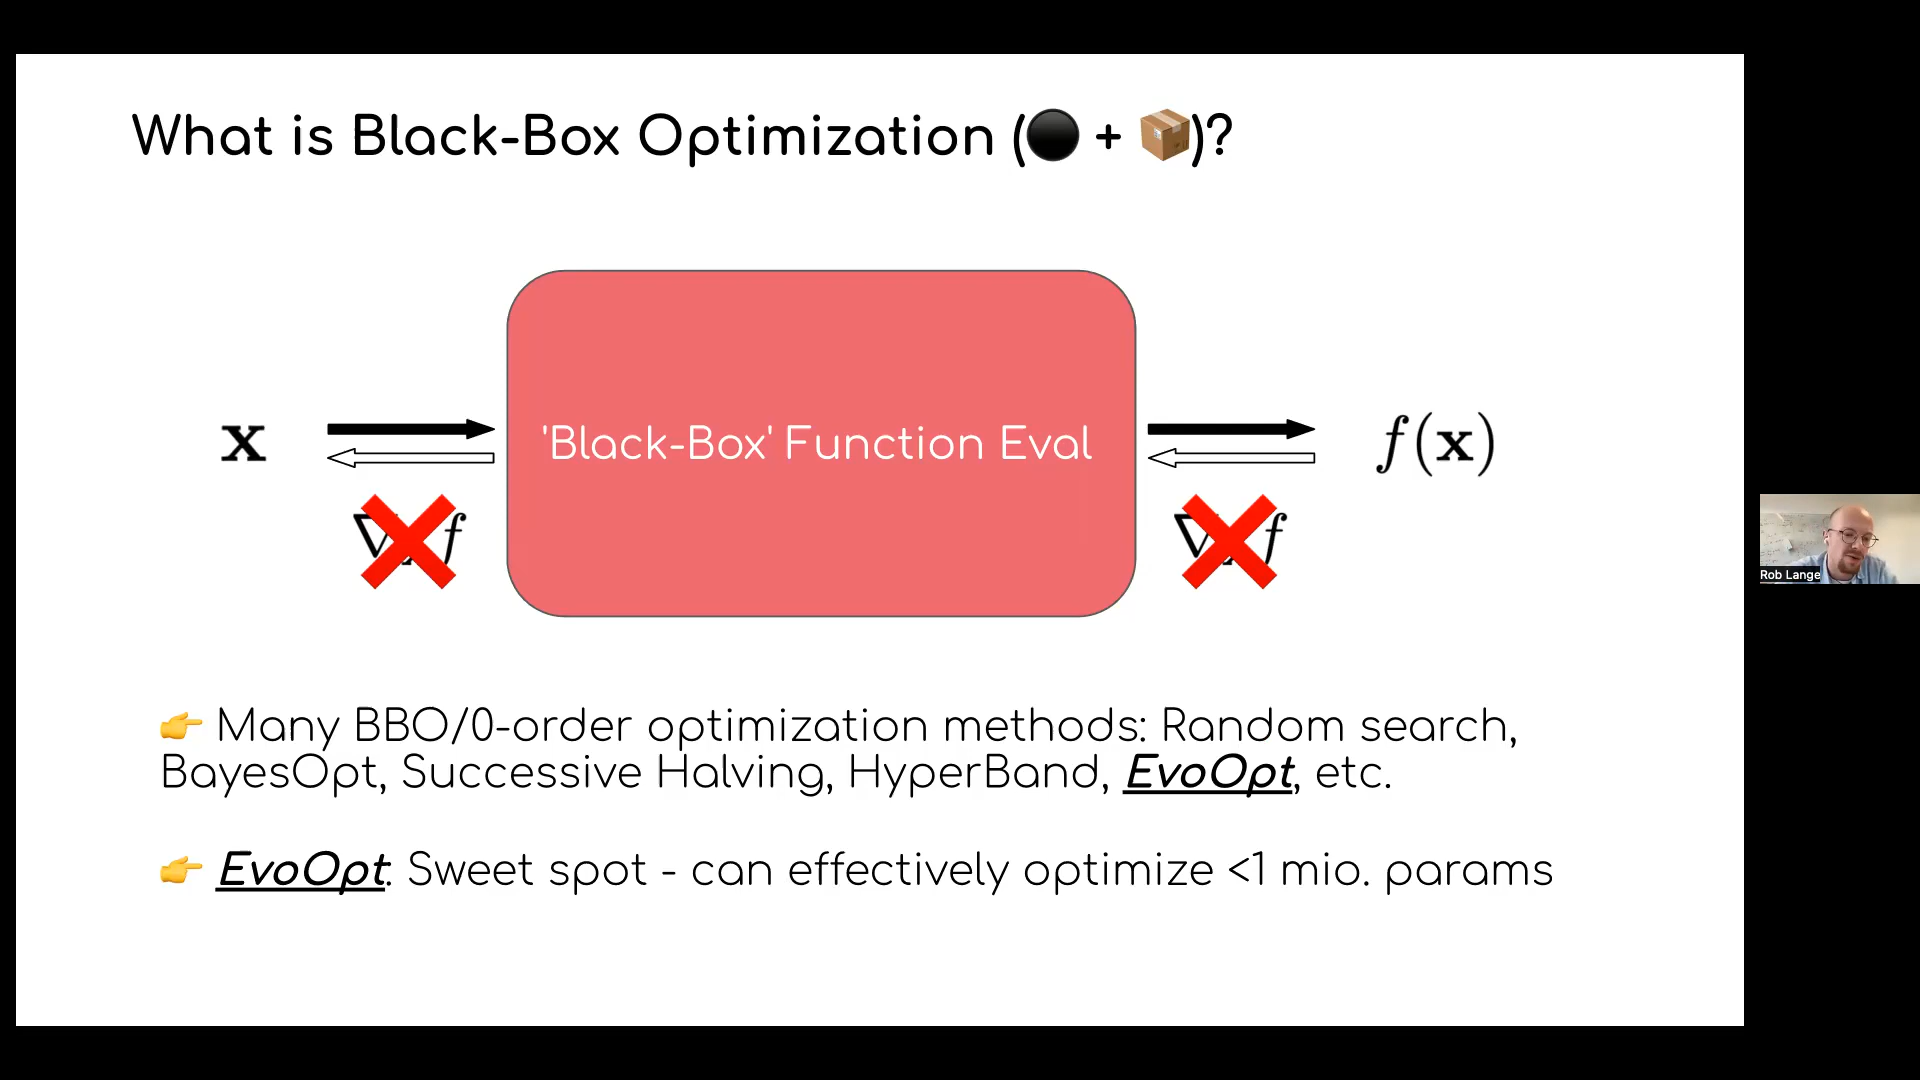 What is Black-Box Optimization (⚫ + 📦)?
x
'Black-Box' Function Eval
f(x)
∇ f
∇ f
👉 Many BBO/0-order optimization methods: Random search,
BayesOpt, Successive Halving, HyperBand, EvoOpt, etc.
👉 EvoOpt: Sweet spot - can effectively optimize <1 mio. params
Rob Lange